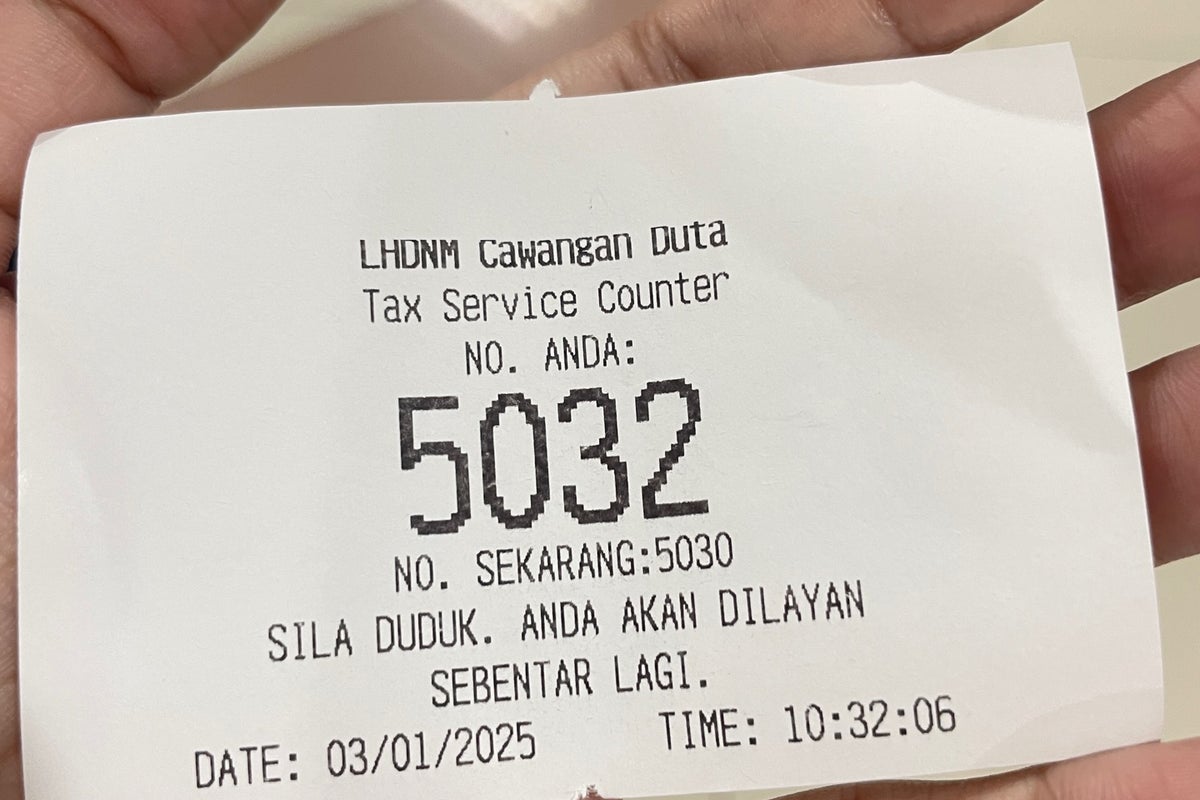 LHDNM Cawangan Duta
Tax Service Counter
NO. ANDA:
5032
NO. SEKARANG:5030
SILA DUDUK. ANDA AKAN DILAYAN
SEBENTAR LAGI.
DATE: 03/01/2025 TIME: 10:32:06